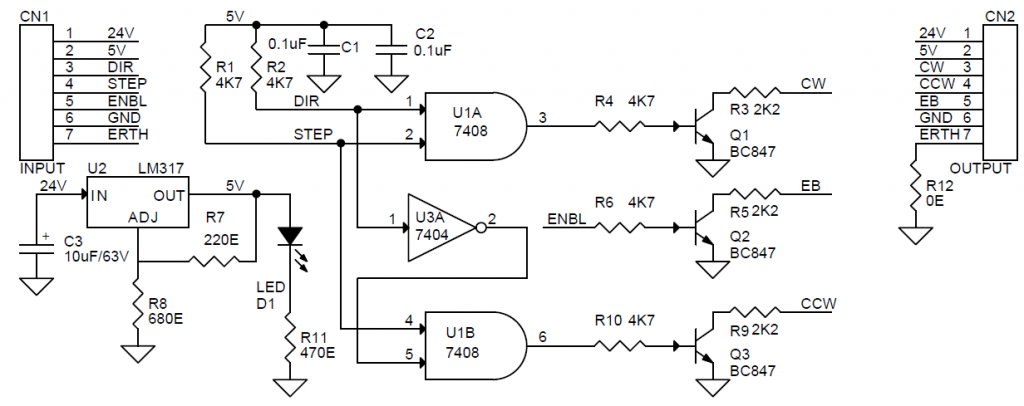 CN1
1 24V
2 5V
3 DIR
4 STEP
5 ENBL
6 GND
7 ERTH
INPUT
5V
R1
4K7
R2
4K7
0.1uF
C1
C2
0.1uF
DIR
STEP
1
2
U1A
7408
3
R4 4K7
R3 2K2
CW
Q1
BC847
CN2
24V 1
5V 2
CW 3
CCW 4
EB 5
GND 6
ERTH 7
OUTPUT
R12
0E
U2 LM317
24V
IN OUT
ADJ
5V
R7
220E
+
C3
10uF/63V
R8
680E
LED
D1
R11
470E
1
U3A
7404
2
ENBL
R6 4K7
R5 2K2
EB
Q2
BC847
4
5
U1B
7408
6
R10 4K7
R9 2K2
CCW
Q3
BC847